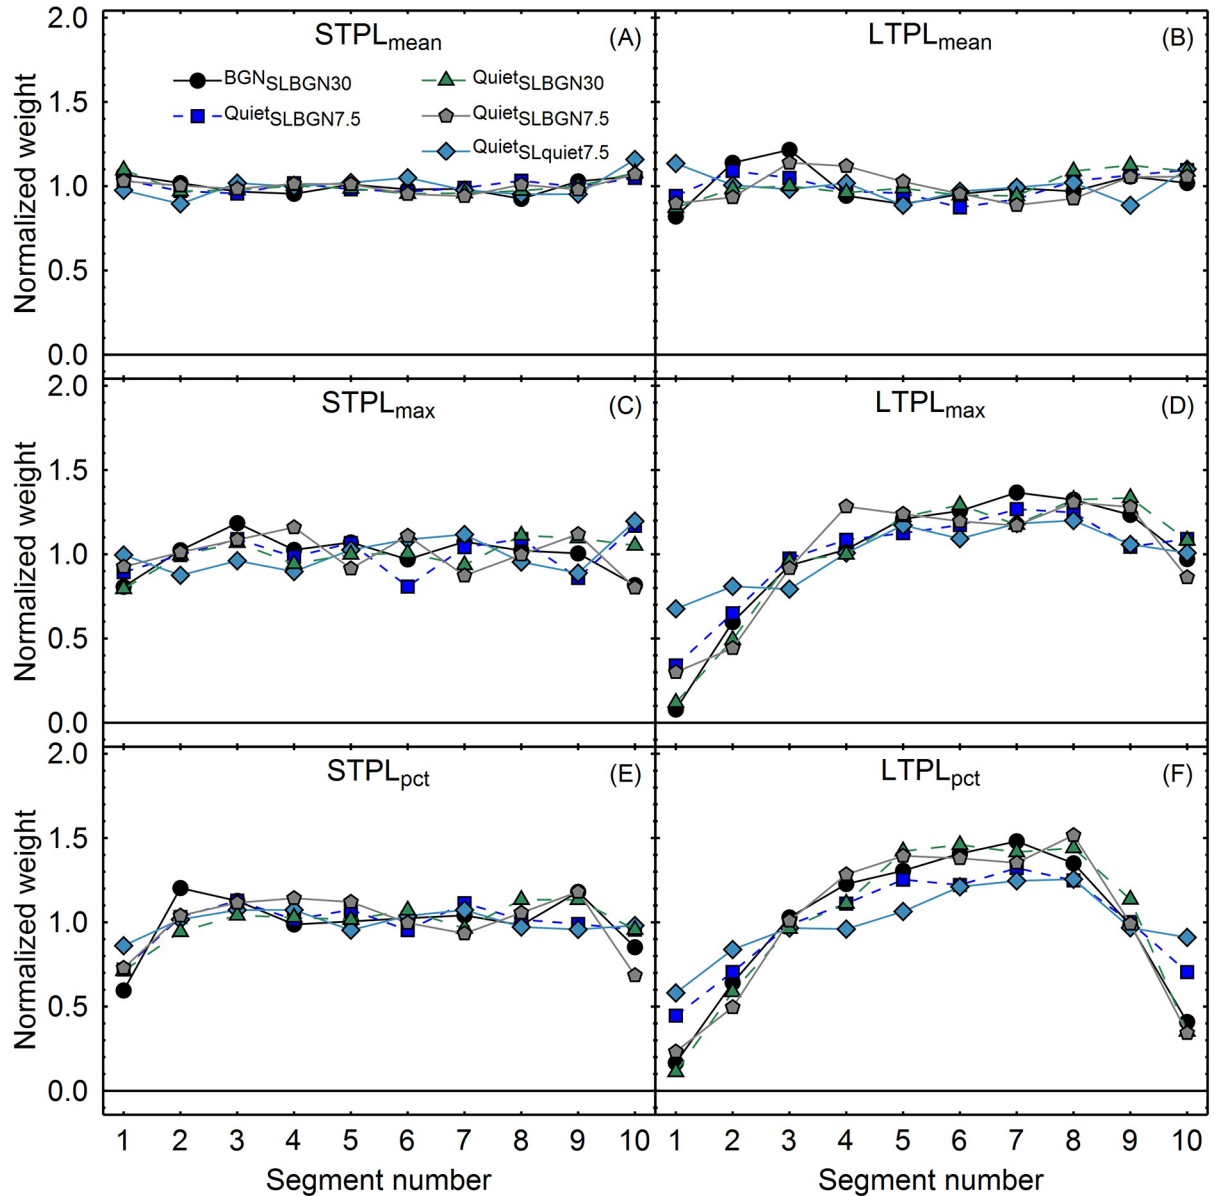 STPLmean (A)
BGNSLBGN30 QuietSLBGN30
QuietSLBGN7.5 QuietSLBGN7.5
QuietSLquiet7.5
Normalized weight
2.0
1.5
1.0
0.5
0.0
LTPLmean (B)
STPLmax (C)
Normalized weight
2.0
1.5
1.0
0.5
0.0
LTPLmax (D)
STPLpct (E)
Normalized weight
2.0
1.5
1.0
0.5
0.0
LTPLpct (F)
1 2 3 4 5 6 7 8 9 10
Segment number
1 2 3 4 5 6 7 8 9 10
Segment number